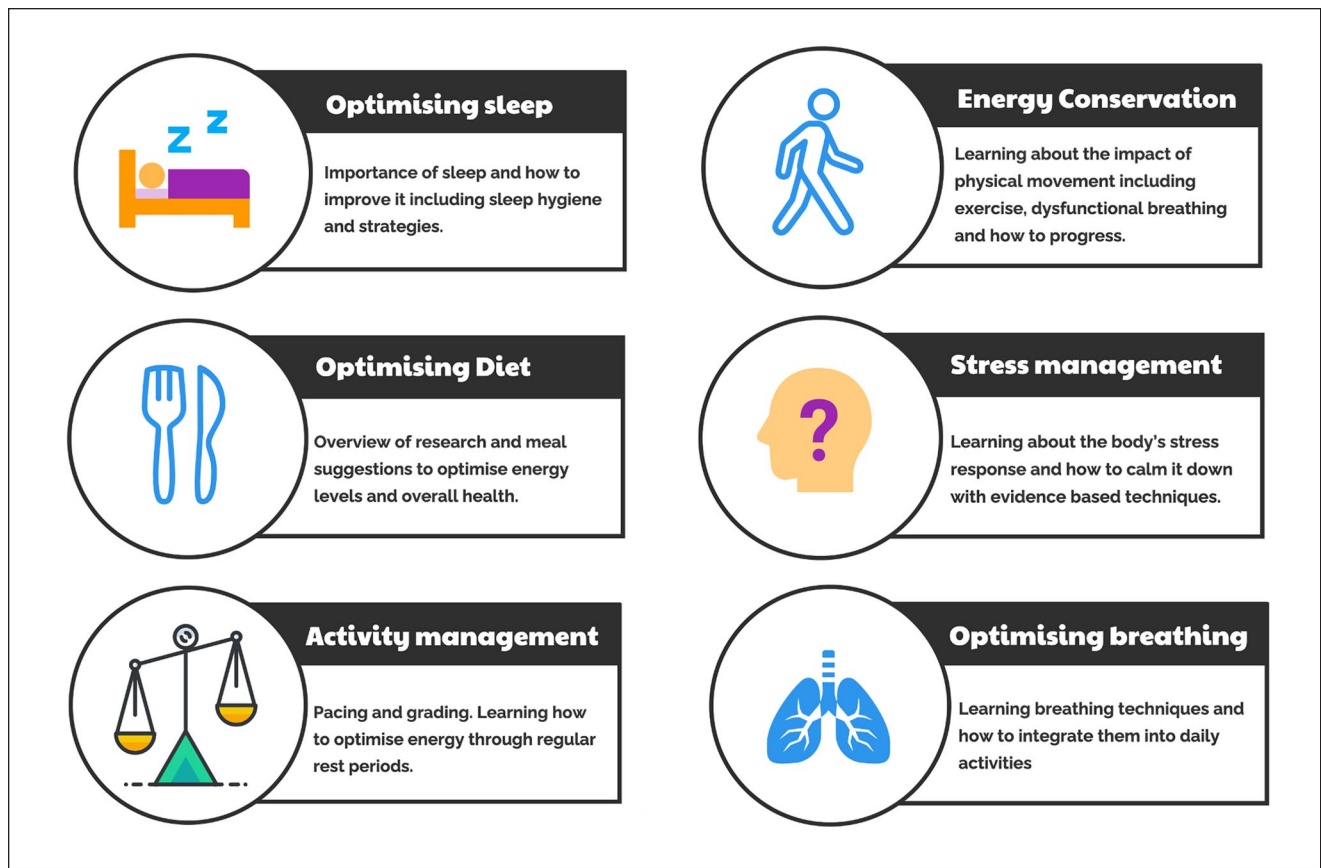 Optimising sleep
Importance of sleep and how to
improve it including sleep hygiene
and strategies.
Energy Conservation
Learning about the impact of
physical movement including
exercise, dysfunctional breathing
and how to progress.
Optimising Diet
Overview of research and meal
suggestions to optimise energy
levels and overall health.
Stress management
?
Learning about the body's stress
response and how to calm it down
with evidence based techniques.
Activity management
Pacing and grading. Learning how
to optimise energy through regular
rest periods.
Optimising breathing
Learning breathing techniques and
how to integrate them into daily
activities
z z